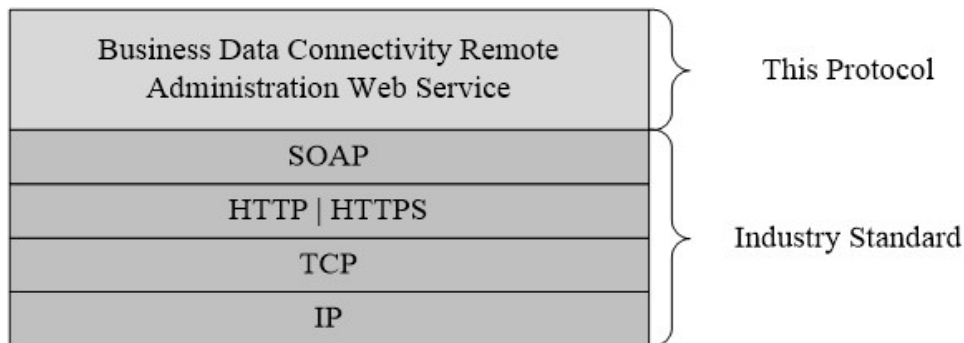 Business Data Connectivity Remote
Administration Web Service
This Protocol
SOAP
HTTP | HTTPS
TCP
IP
Industry Standard